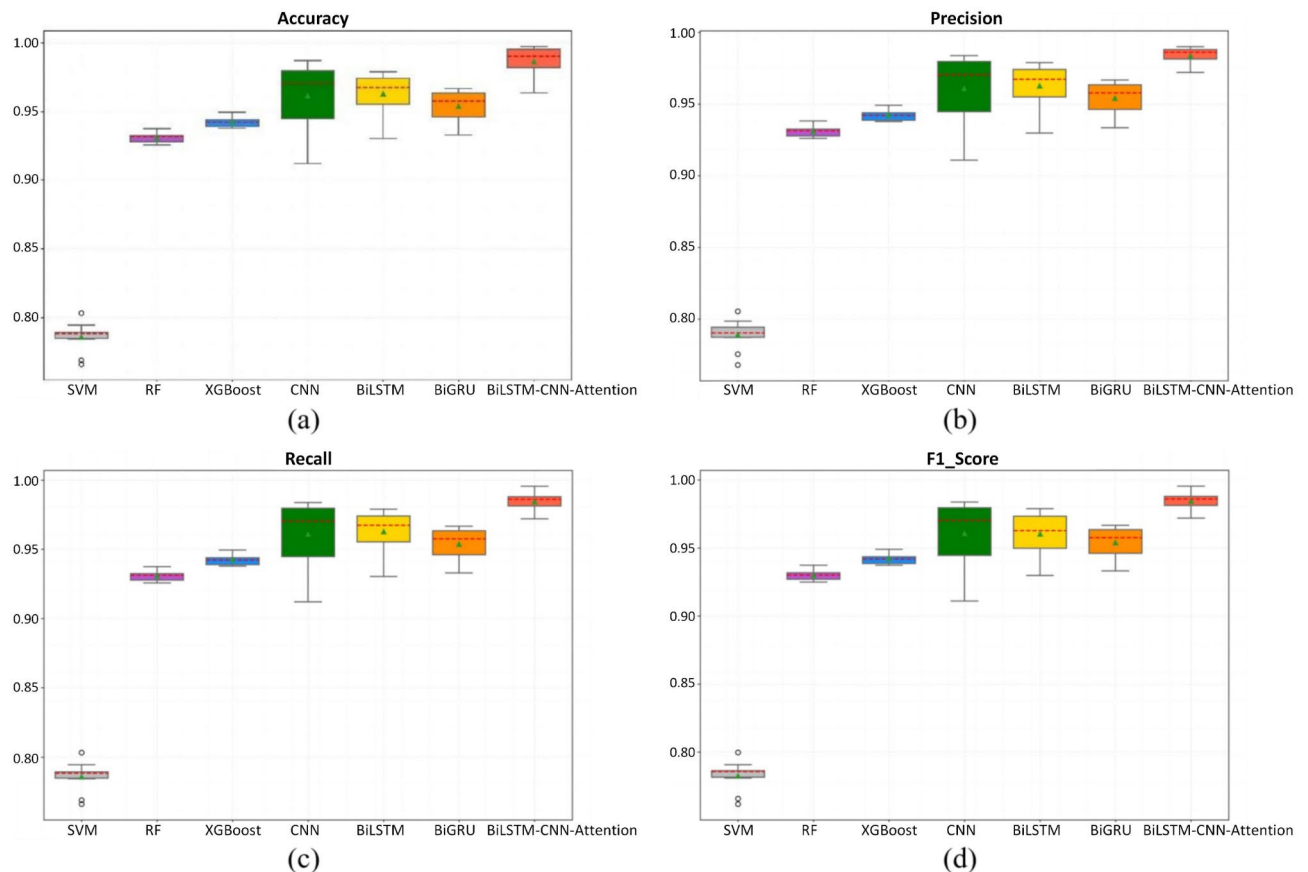 Accuracy
1.00
0.95
0.90
0.85
0.80
SVM RF XGBoost CNN BiLSTM BiGRU BiLSTM-CNN-Attention
(a)
Precision
1.00
0.95
0.90
0.85
0.80
SVM RF XGBoost CNN BiLSTM BiGRU BiLSTM-CNN-Attention
(b)
Recall
1.00
0.95
0.90
0.85
0.80
SVM RF XGBoost CNN BiLSTM BiGRU BiLSTM-CNN-Attention
(c)
F1_Score
1.00
0.95
0.90
0.85
0.80
SVM RF XGBoost CNN BiLSTM BiGRU BiLSTM-CNN-Attention
(d)